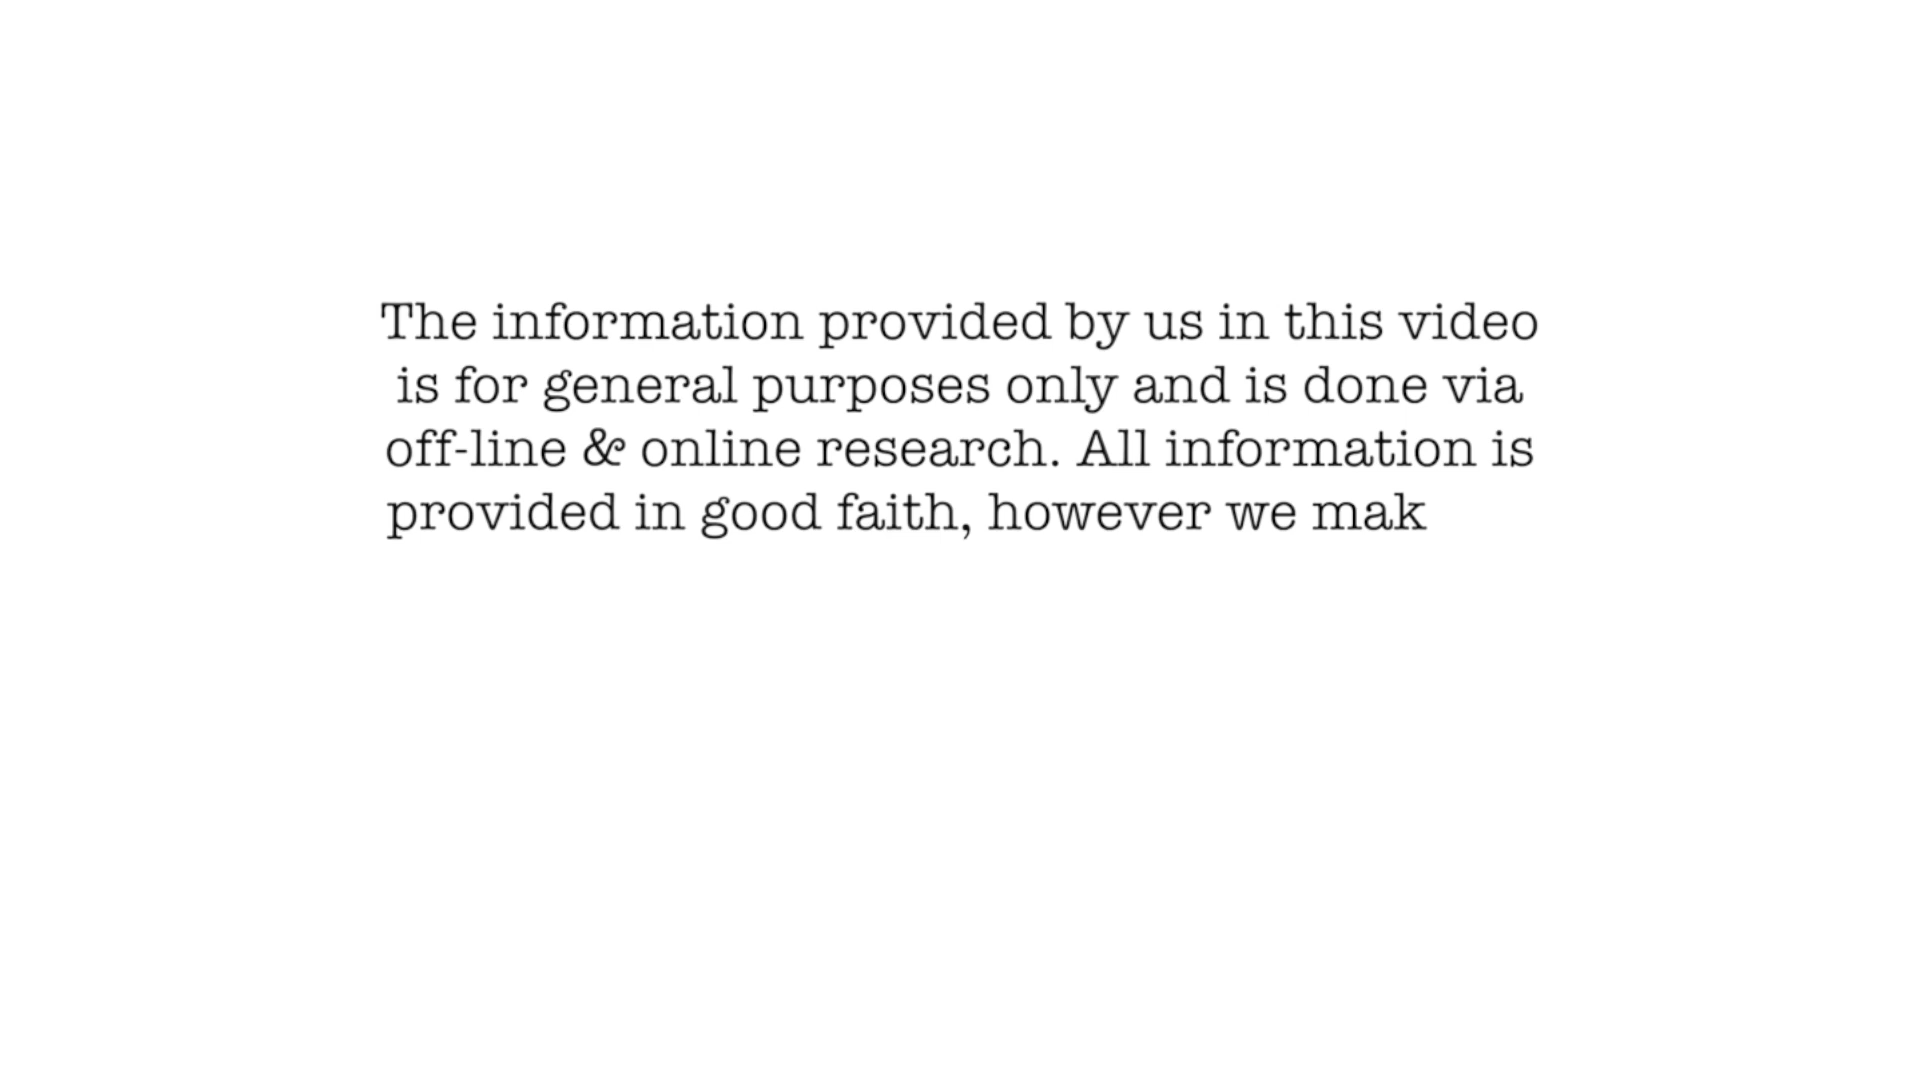 The information provided by us in this video
is for general purposes only and is done via
off-line & online research. All information is
provided in good faith, however we mak